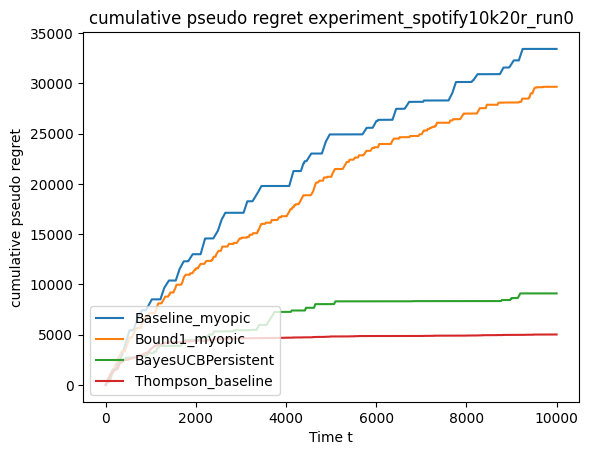 cumulative pseudo regret experiment_spotify10k20r_run0
35000
30000
25000
20000
15000
10000
5000
0
cumulative pseudo regret
Baseline_myopic
Bound1_myopic
BayesUCBPersistent
Thompson_baseline
0 2000 4000 6000 8000 10000
Time t